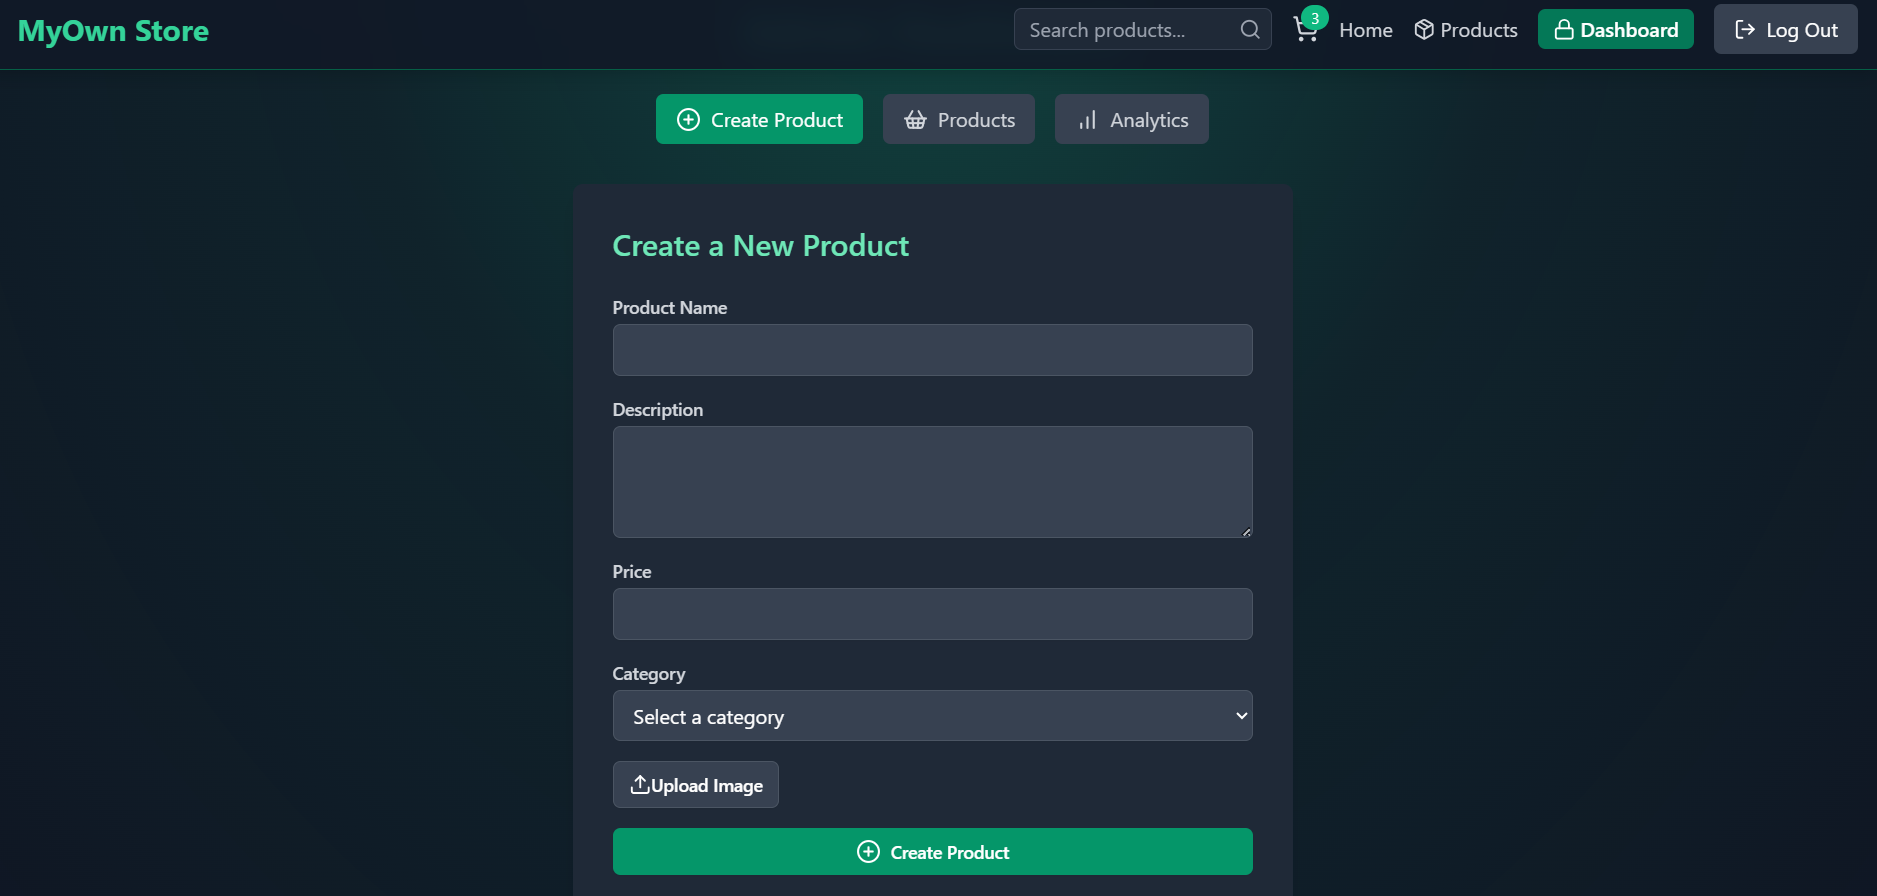 MyOwn Store
Search products...
3
Home
Products
Dashboard
Log Out
Create Product
Products
Analytics
Create a New Product
Product Name
Description
Price
Category
Select a category
Upload Image
Create Product